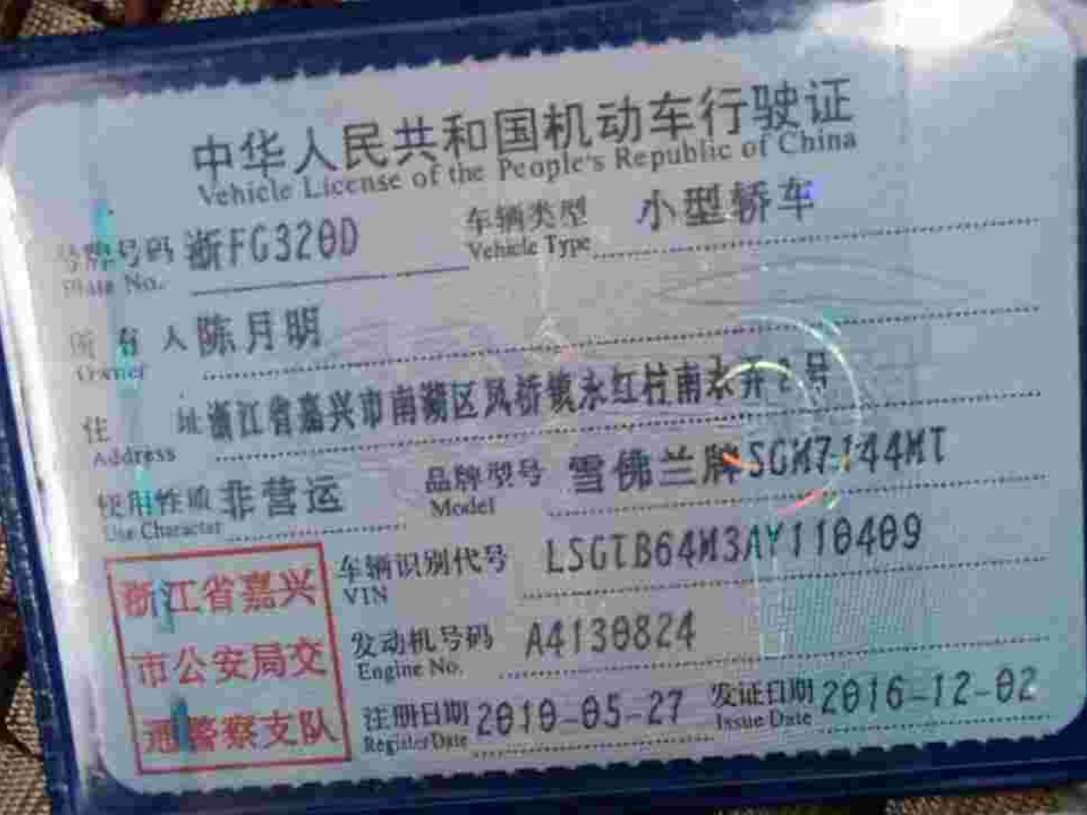 中华人民共和国机动车行驶证
Vehicle License of the People's Republic of China
号牌号码 浙FG320D 车辆类型 小型轿车
Plate No. Vehicle Type
所有人 陈月明
Owner
住址 浙江省嘉兴市南湖区凤桥镇永红村南木开2号
Address
使用性质 非营运 品牌型号 雪佛兰牌SGM7144MT
Use Character Model
车辆识别代号 LSGTB64M3AY110409
VIN
发动机号码 A4130824
Engine No.
注册日期 2010-05-27 发证日期 2016-12-02
Register Date Issue Date
浙江省嘉兴
市公安局交
通警察支队